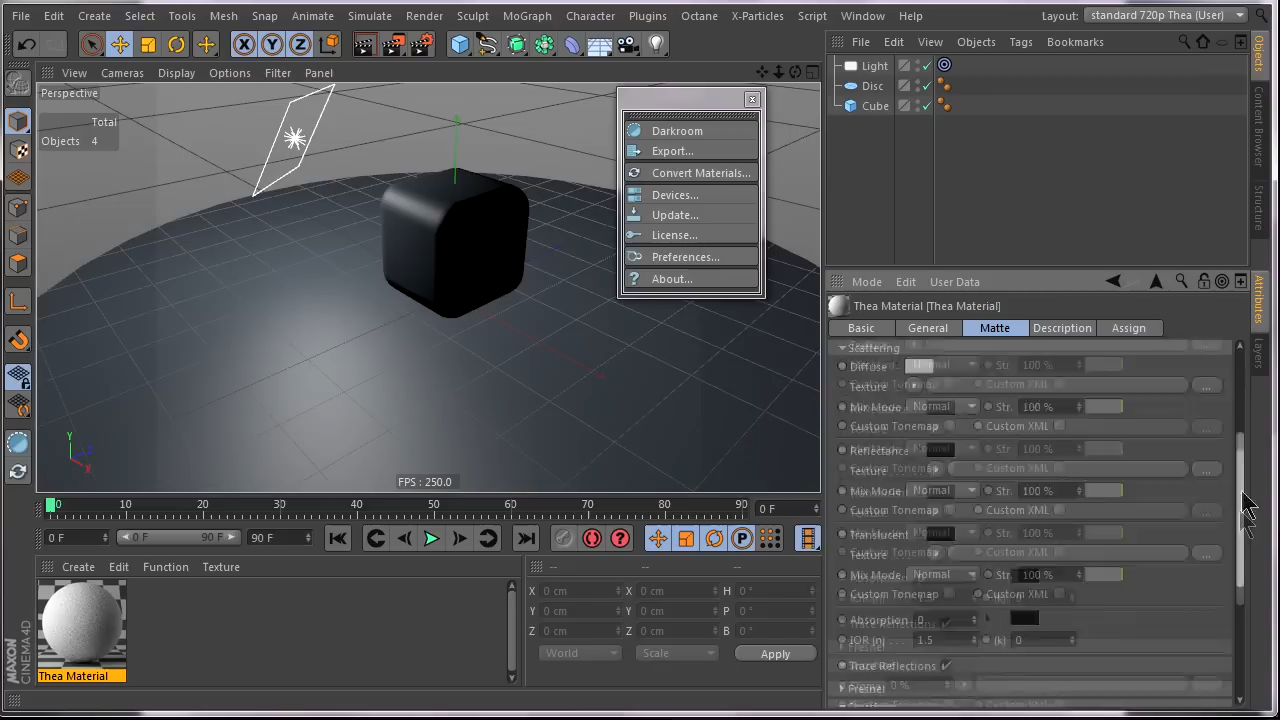 File Edit Create Select Tools Mesh Snap Animate Simulate Render Sculpt MoGraph Character Plugins Octane X-Particles Script Window Help Layout: standard 720p Thea (User)
X Y Z
View Cameras Display Options Filter Panel
Perspective
Total
Objects 4
Darkroom
Export...
Convert Materials...
Devices...
Update...
License...
Preferences...
About...
Y
Z
X
FPS : 250.0
0 10 20 30 40 50 60 70 80 90 0 F
0 F 0 F 90 F 90 F
P
Create Edit Function Texture
Thea Material
MAXON
CINEMA 4D
-- -- --
X 0 cm X 0 cm H 0 °
Y 0 cm Y 0 cm P 0 °
Z 0 cm Z 0 cm B 0 °
World Scale Apply
File Edit View Objects Tags Bookmarks
Light
Disc
Cube
Objects
Content Browser
Structure
Mode Edit User Data
Thea Material [Thea Material]
Basic General Matte Description Assign
Attributes
Layers
Scattering
Diffuse
Texture
Mix Mode Normal Str. 100 %
Custom Tonemap Custom XML
Reflectance
Texture
Mix Mode Normal Str. 100 %
Custom Tonemap Custom XML
Translucent
Texture
Mix Mode Normal Str. 100 %
Custom Tonemap Custom XML
Absorption 0
IOR (n) 1.5 (k) 0
Trace Reflections
Fresnel